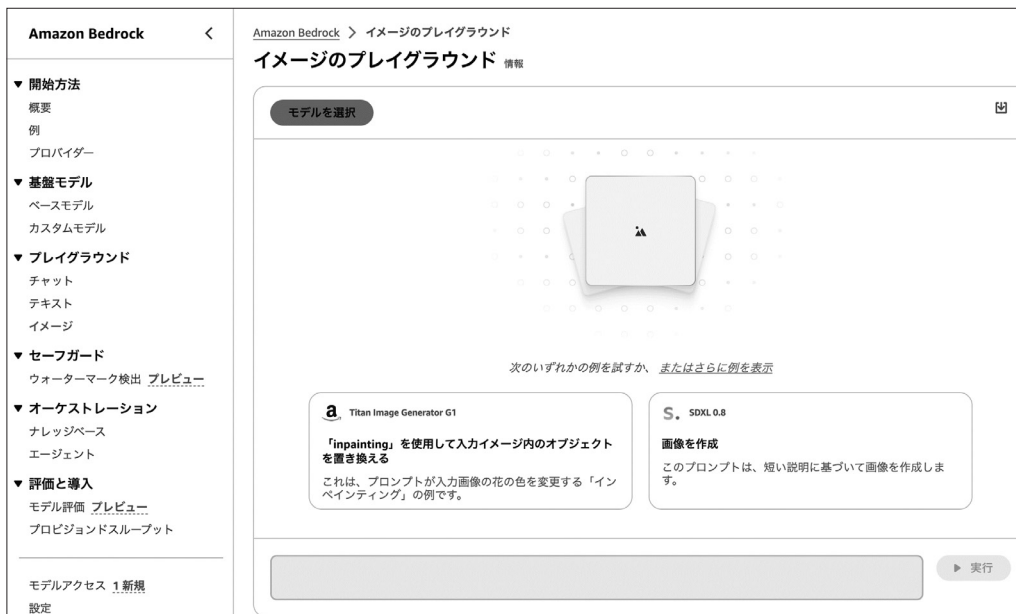 Amazon Bedrock
開始方法
概要
例
プロバイダー
基盤モデル
ベースモデル
カスタムモデル
プレイグラウンド
チャット
テキスト
イメージ
セーフガード
ウォーターマーク検出 プレビュー
オーケストレーション
ナレッジベース
エージェント
評価と導入
モデル評価 プレビュー
プロビジョンドスループット
モデルアクセス 1 新規
設定
Amazon Bedrock > イメージのプレイグラウンド
イメージのプレイグラウンド 情報
モデルを選択
次のいずれかの例を試すか、 またはさらに例を表示
a Titan Image Generator G1
「inpainting」を使用して入力イメージ内のオブジェクト
を置き換える
これは、プロンプトが入力画像の花の色を変更する「イン
ペインティング」の例です。
S. SDXL 0.8
画像を作成
このプロンプトは、短い説明に基づいて画像を作成しま
す。
実行